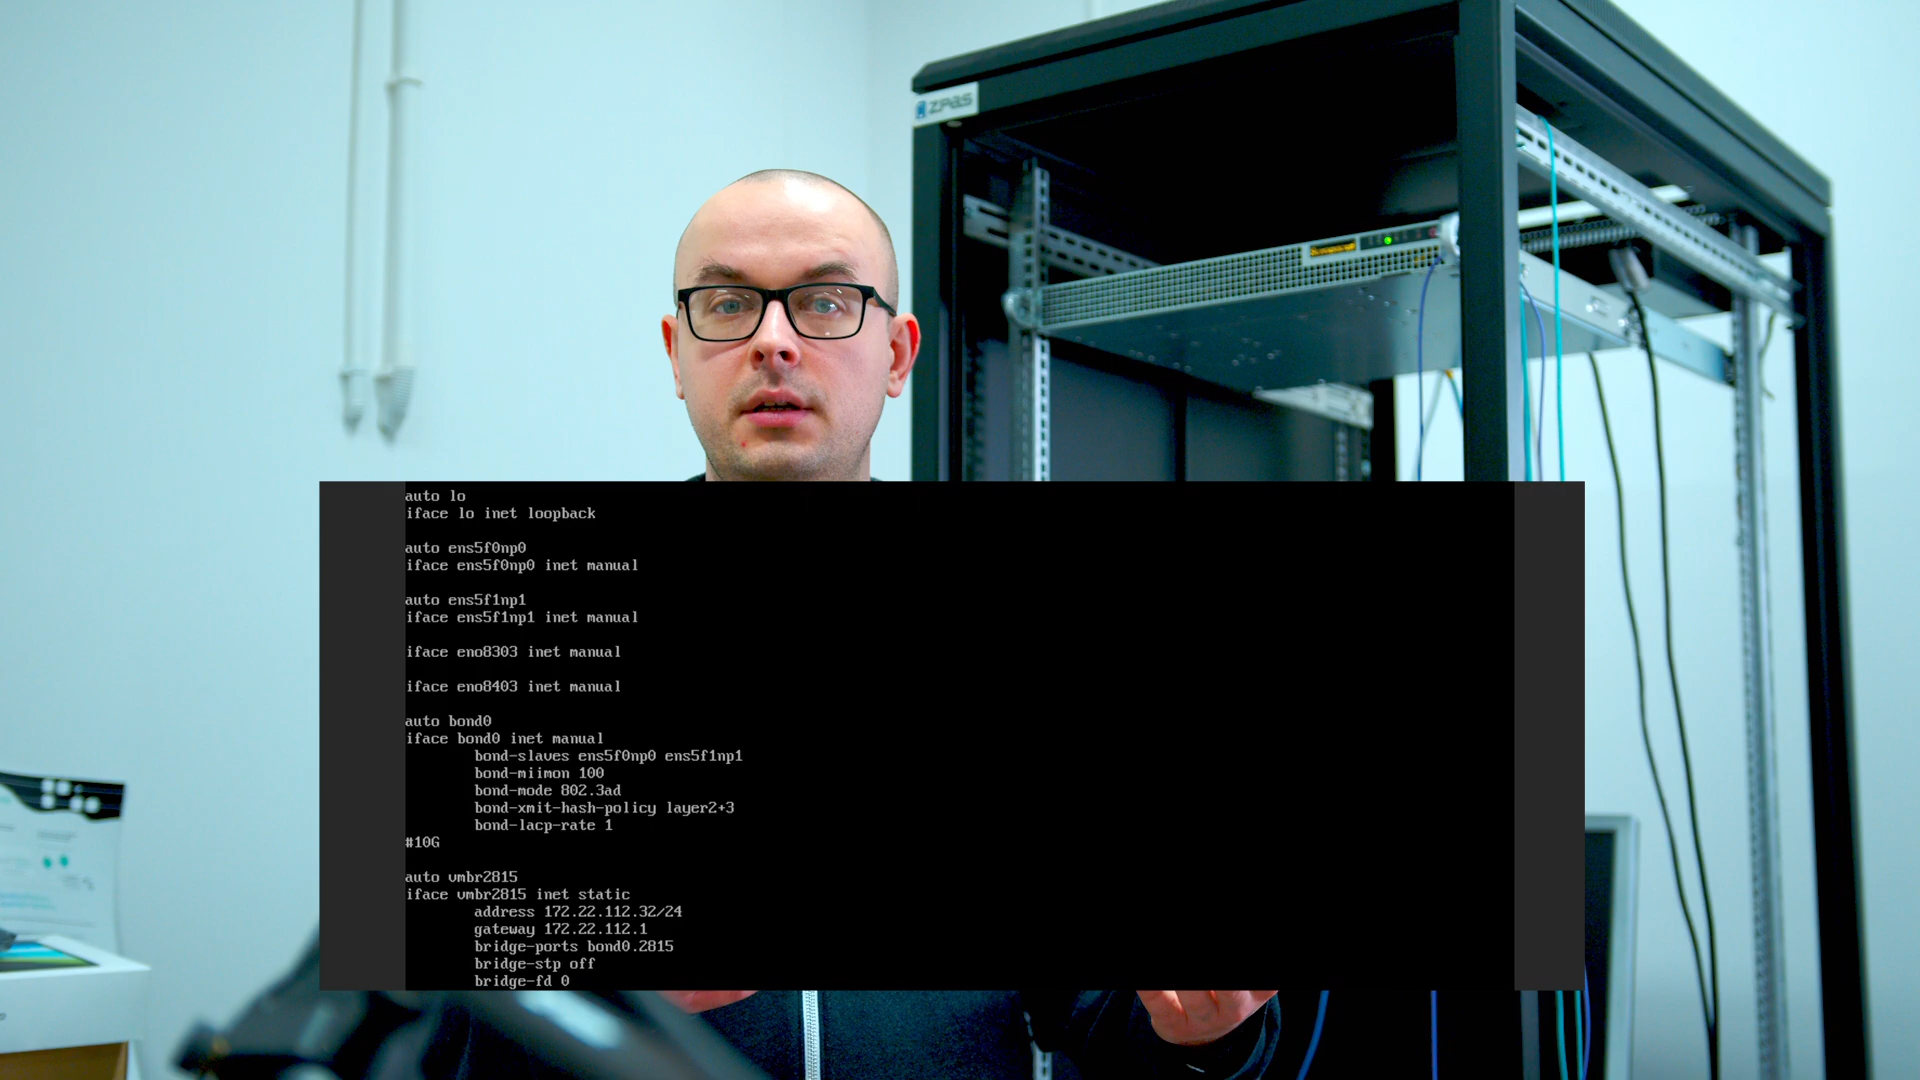 ZPAS
auto lo
iface lo inet loopback
auto ens5f0np0
iface ens5f0np0 inet manual
auto ens5f1np1
iface ens5f1np1 inet manual
iface eno8303 inet manual
iface eno8403 inet manual
auto bond0
iface bond0 inet manual
bond-slaves ens5f0np0 ens5f1np1
bond-miimon 100
bond-mode 802.3ad
bond-xmit-hash-policy layer2+3
bond-lacp-rate 1
#10G
auto vmbr2815
iface vmbr2815 inet static
address 172.22.112.32/24
gateway 172.22.112.1
bridge-ports bond0.2815
bridge-stp off
bridge-fd 0